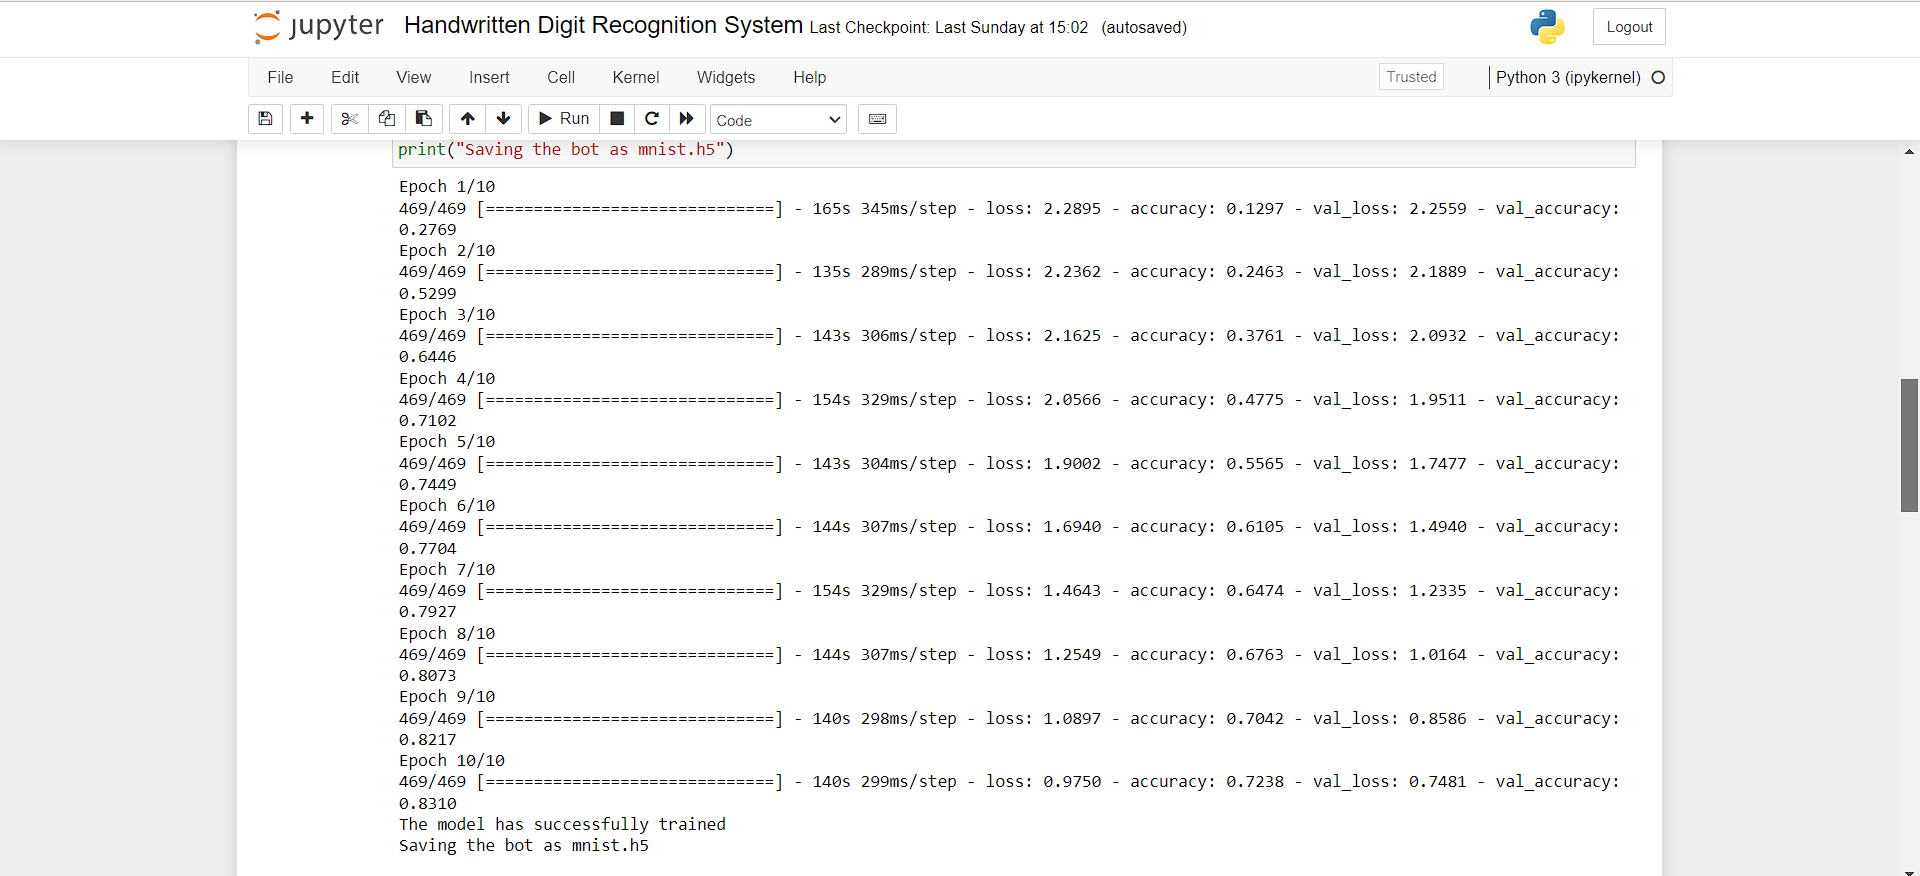 jupyter Handwritten Digit Recognition System Last Checkpoint: Last Sunday at 15:02 (autosaved) Logout
File Edit View Insert Cell Kernel Widgets Help Trusted Python 3 (ipykernel)
Run Code
print("Saving the bot as mnist.h5")
Epoch 1/10
469/469 [==============================] - 165s 345ms/step - loss: 2.2895 - accuracy: 0.1297 - val_loss: 2.2559 - val_accuracy:
0.2769
Epoch 2/10
469/469 [==============================] - 135s 289ms/step - loss: 2.2362 - accuracy: 0.2463 - val_loss: 2.1889 - val_accuracy:
0.5299
Epoch 3/10
469/469 [==============================] - 143s 306ms/step - loss: 2.1625 - accuracy: 0.3761 - val_loss: 2.0932 - val_accuracy:
0.6446
Epoch 4/10
469/469 [==============================] - 154s 329ms/step - loss: 2.0566 - accuracy: 0.4775 - val_loss: 1.9511 - val_accuracy:
0.7102
Epoch 5/10
469/469 [==============================] - 143s 304ms/step - loss: 1.9002 - accuracy: 0.5565 - val_loss: 1.7477 - val_accuracy:
0.7449
Epoch 6/10
469/469 [==============================] - 144s 307ms/step - loss: 1.6940 - accuracy: 0.6105 - val_loss: 1.4940 - val_accuracy:
0.7704
Epoch 7/10
469/469 [==============================] - 154s 329ms/step - loss: 1.4643 - accuracy: 0.6474 - val_loss: 1.2335 - val_accuracy:
0.7927
Epoch 8/10
469/469 [==============================] - 144s 307ms/step - loss: 1.2549 - accuracy: 0.6763 - val_loss: 1.0164 - val_accuracy:
0.8073
Epoch 9/10
469/469 [==============================] - 140s 298ms/step - loss: 1.0897 - accuracy: 0.7042 - val_loss: 0.8586 - val_accuracy:
0.8217
Epoch 10/10
469/469 [==============================] - 140s 299ms/step - loss: 0.9750 - accuracy: 0.7238 - val_loss: 0.7481 - val_accuracy:
0.8310
The model has successfully trained
Saving the bot as mnist.h5